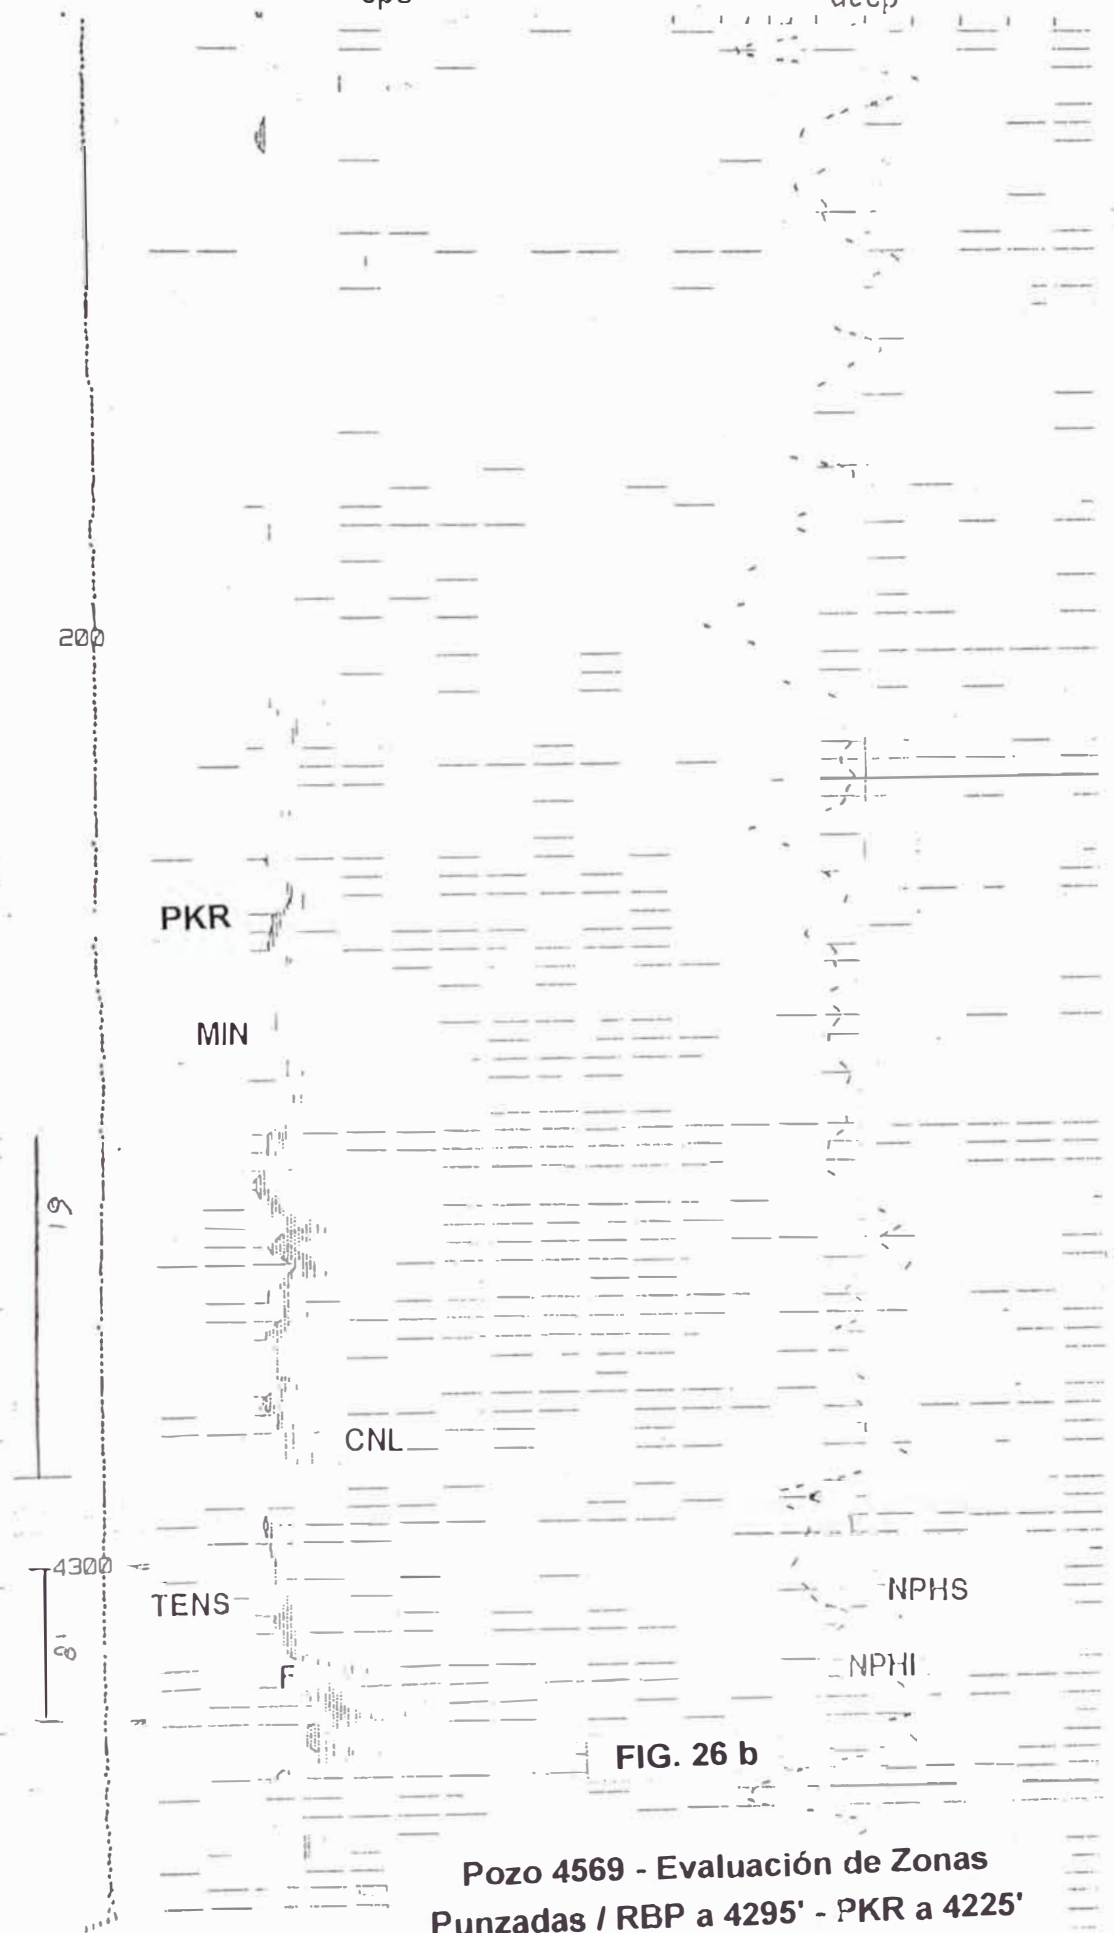 200
PKR
MIN
19
CNL
4300
TENS
NPHS
8'
F
NPHI
FIG. 26 b
Pozo 4569 - Evaluación de Zonas
Punzadas / RBP a 4295' - PKR a 4225'